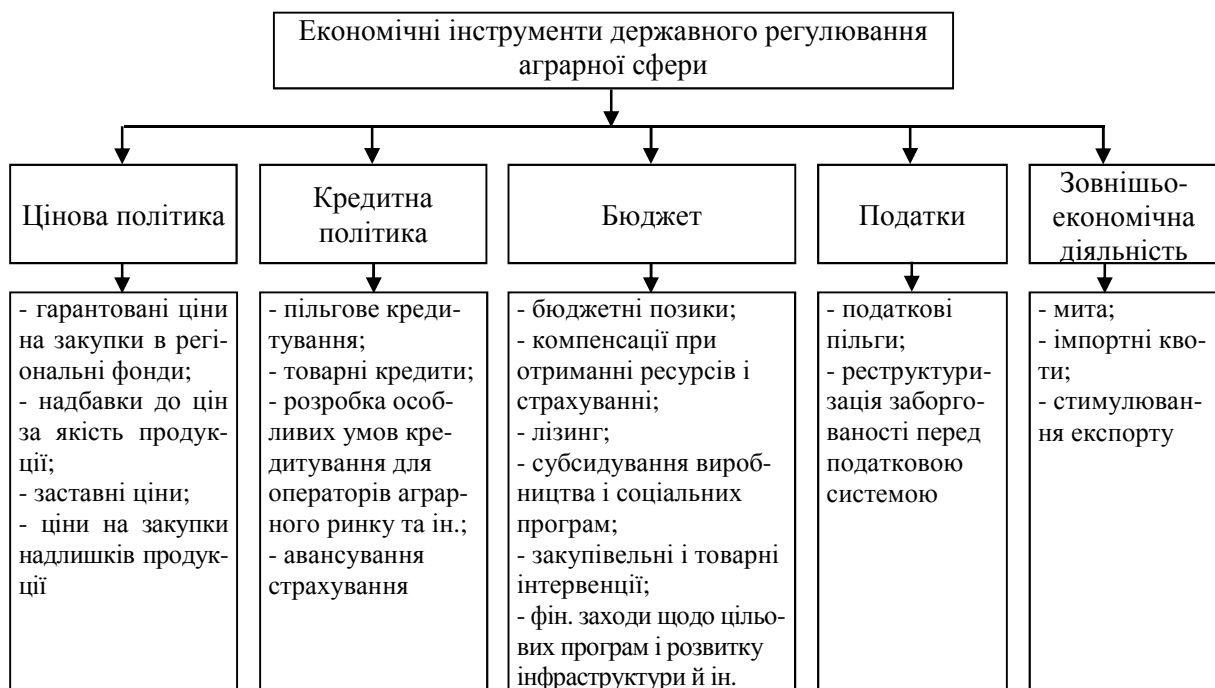 Економічні інструменти державного регулювання
аграрної сфери
Цінова політика
Кредитна
політика
Бюджет
Податки
Зовнішньо-
економічна
діяльність
- гарантовані ціни
на закупки в регі-
ональні фонди;
- надбавки до цін
за якість продук-
ції;
- заставні ціни;
- ціни на закупки
надлишків продук-
ції
- пільгове креди-
тування;
- товарні кредити;
- розробка особ-
ливих умов кре-
дитування для
операторів аграр-
ного ринку та ін.;
- авансування
страхування
- бюджетні позики;
- компенсації при
отриманні ресурсів і
страхуванні;
- лізинг;
- субсидування вироб-
ництва і соціальних
програм;
- закупівельні і товарні
інтервенції;
- фін. заходи щодо цільо-
вих програм і розвитку
інфраструктури й ін.
- податкові
пільги;
- реструктури-
зація заборго-
ваності перед
податковою
системою
- мита;
- імпортні кво-
ти;
- стимулюван-
ня експорту